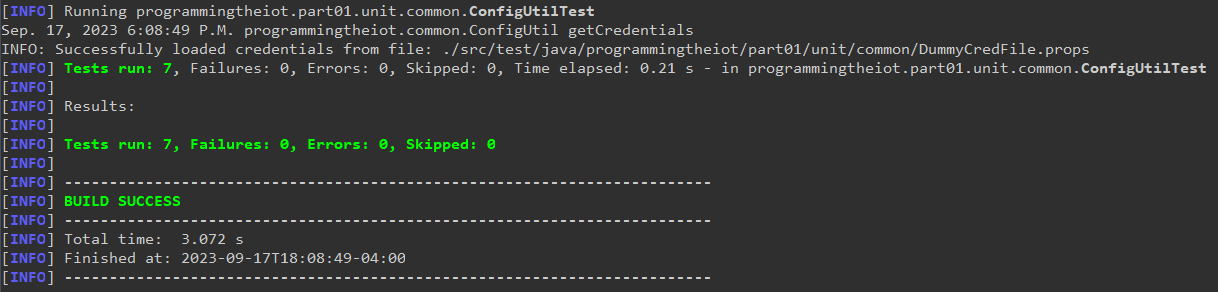 [INFO] Running programmingtheiot.part01.unit.common.ConfigUtilTest
Sep. 17, 2023 6:08:49 P.M. programmingtheiot.common.ConfigUtil getCredentials
INFO: Successfully loaded credentials from file: ./src/test/java/programmingtheiot/part01/unit/common/DummyCredFile.props
[INFO] Tests run: 7, Failures: 0, Errors: 0, Skipped: 0, Time elapsed: 0.21 s - in programmingtheiot.part01.unit.common.ConfigUtilTest
[INFO]
[INFO] Results:
[INFO]
[INFO] Tests run: 7, Failures: 0, Errors: 0, Skipped: 0
[INFO]
[INFO] ------------------------------------------------------------------------
[INFO] BUILD SUCCESS
[INFO] ------------------------------------------------------------------------
[INFO] Total time:  3.072 s
[INFO] Finished at: 2023-09-17T18:08:49-04:00
[INFO] ------------------------------------------------------------------------